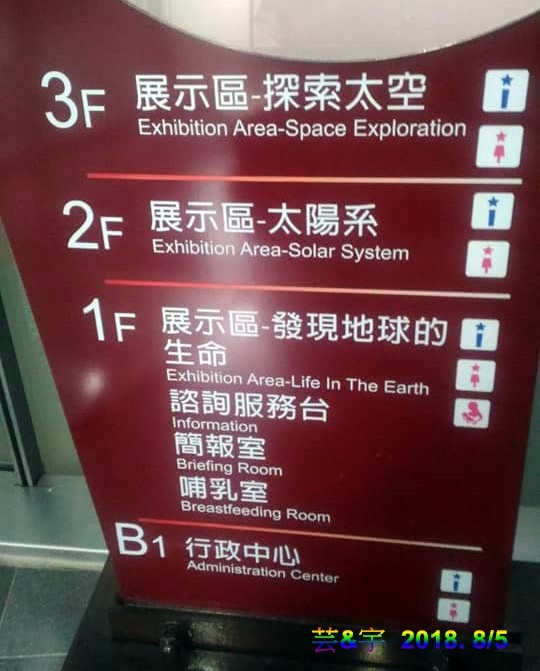 3F 展示區-探索太空
Exhibition Area-Space Exploration
2F 展示區-太陽系
Exhibition Area-Solar System
1F 展示區-發現地球的
生命
Exhibition Area-Life In The Earth
諮詢服務台
Information
簡報室
Briefing Room
哺乳室
Breastfeeding Room
B1 行政中心
Administration Center
芸&宇 2018. 8/5